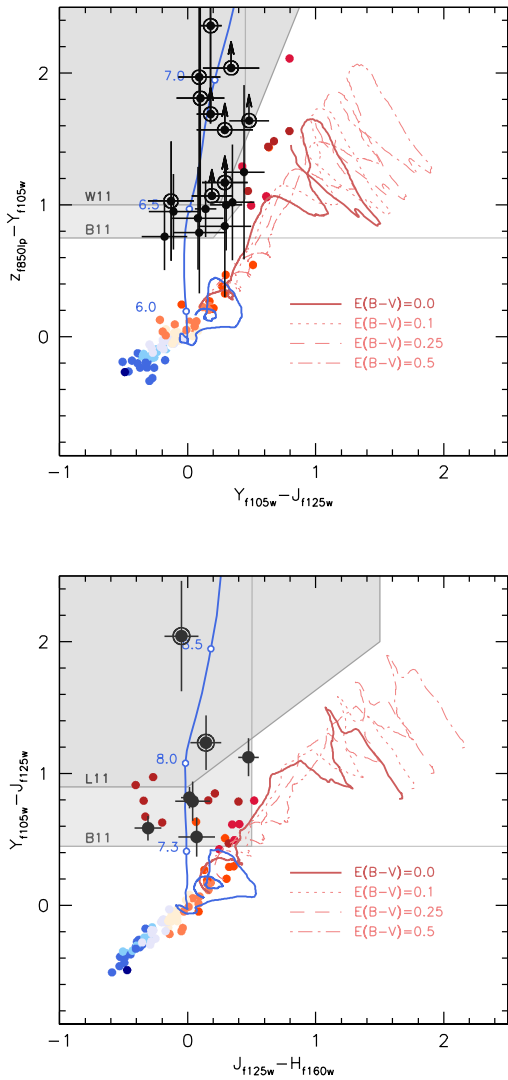 2
1
0
-1
0
1
2
z_f850lp-Y_f105w
Y_f105w-J_f125w
7.0
6.5
6.0
W11
B11
E(B-V)=0.0
E(B-V)=0.1
E(B-V)=0.25
E(B-V)=0.5
2
1
0
-1
0
1
2
Y_f105w-J_f125w
J_f125w-H_f160w
8.5
8.0
7.3
L11
B11
E(B-V)=0.0
E(B-V)=0.1
E(B-V)=0.25
E(B-V)=0.5